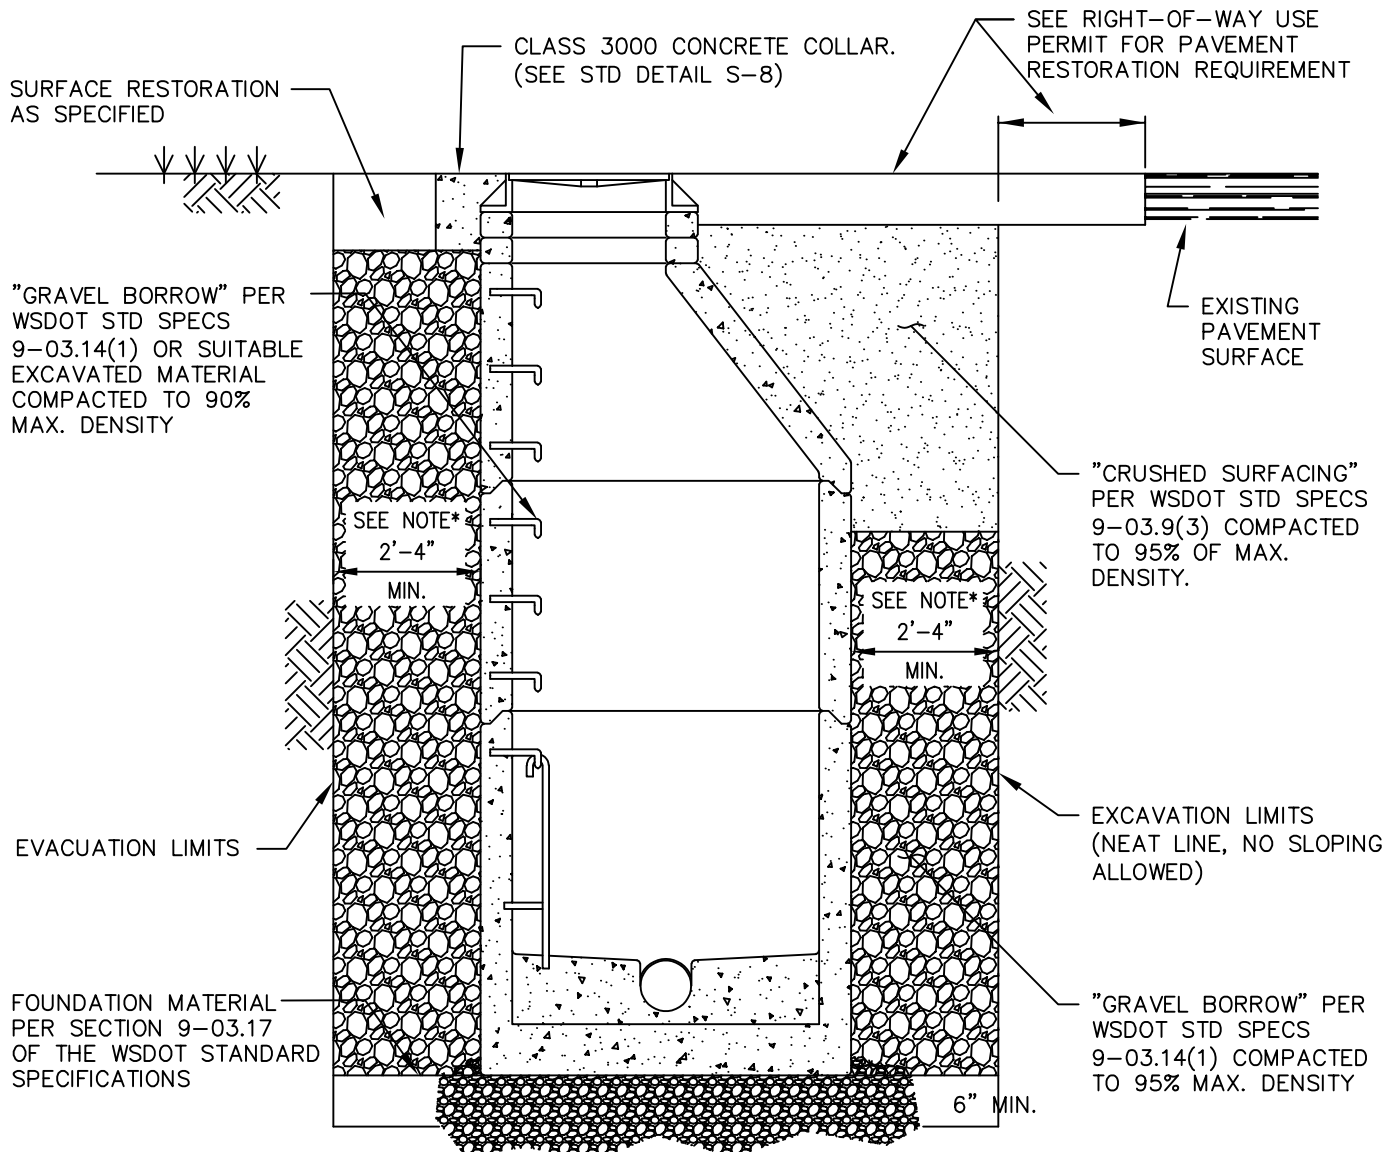 SEE RIGHT-OF-WAY USE
PERMIT FOR PAVEMENT
RESTORATION REQUIREMENT
CLASS 3000 CONCRETE COLLAR.
(SEE STD DETAIL S-8)
SURFACE RESTORATION
AS SPECIFIED
"GRAVEL BORROW" PER
WSDOT STD SPECS
9-03.14(1) OR SUITABLE
EXCAVATED MATERIAL
COMPACTED TO 90%
MAX. DENSITY
EXISTING
PAVEMENT
SURFACE
"CRUSHED SURFACING"
PER WSDOT STD SPECS
9-03.9(3) COMPACTED
TO 95% OF MAX.
DENSITY.
SEE NOTE*
2'-4"
MIN.
SEE NOTE*
2'-4"
MIN.
EVACUATION LIMITS
EXCAVATION LIMITS
(NEAT LINE, NO SLOPING
ALLOWED)
FOUNDATION MATERIAL
PER SECTION 9-03.17
OF THE WSDOT STANDARD
SPECIFICATIONS
"GRAVEL BORROW" PER
WSDOT STD SPECS
9-03.14(1) COMPACTED
TO 95% MAX. DENSITY
6" MIN.